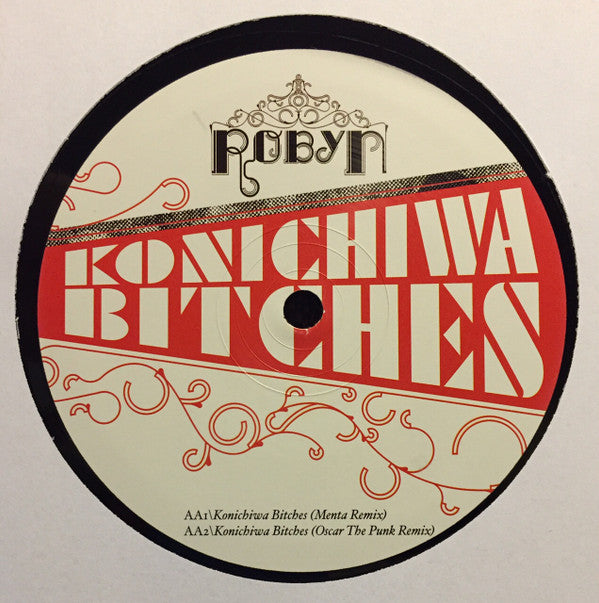 ROBYN
KONICHIWA
BITCHES
AA1\Konichiwa Bitches (Menta Remix)
AA2\Konichiwa Bitches (Oscar The Punk Remix)